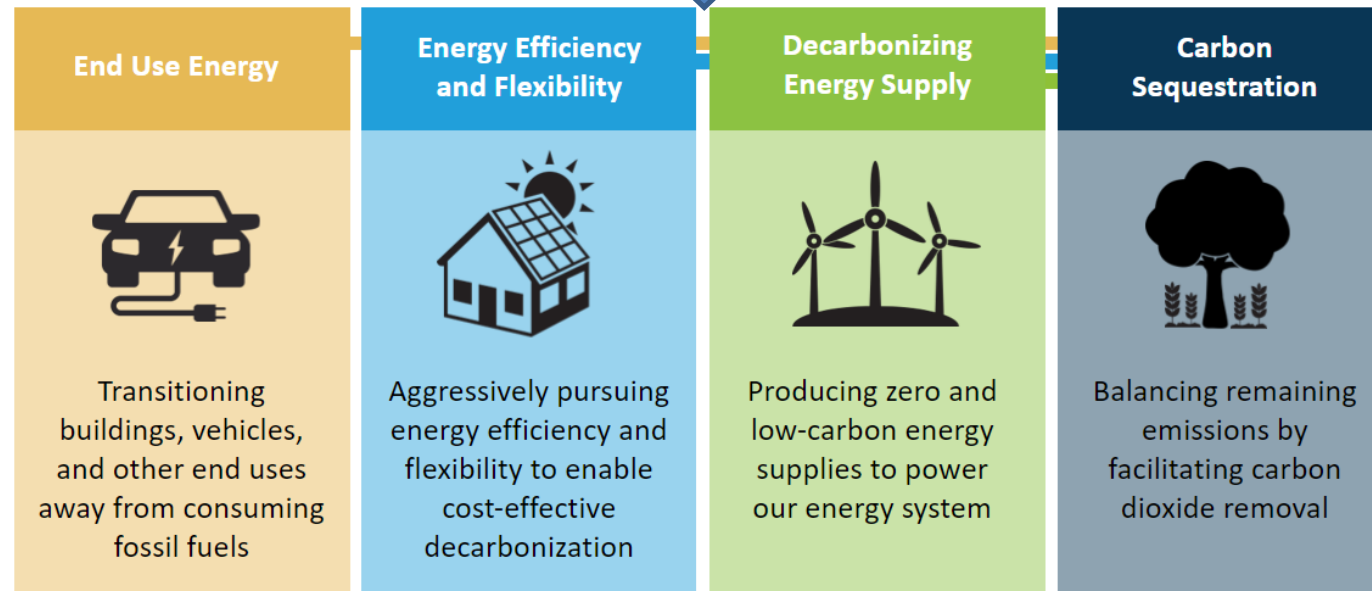 End Use Energy
Transitioning
buildings, vehicles,
and other end uses
away from consuming
fossil fuels
Energy Efficiency
and Flexibility
Aggressively pursuing
energy efficiency and
flexibility to enable
cost-effective
decarbonization
Decarbonizing
Energy Supply
Producing zero and
low-carbon energy
supplies to power
our energy system
Carbon
Sequestration
Balancing remaining
emissions by
facilitating carbon
dioxide removal